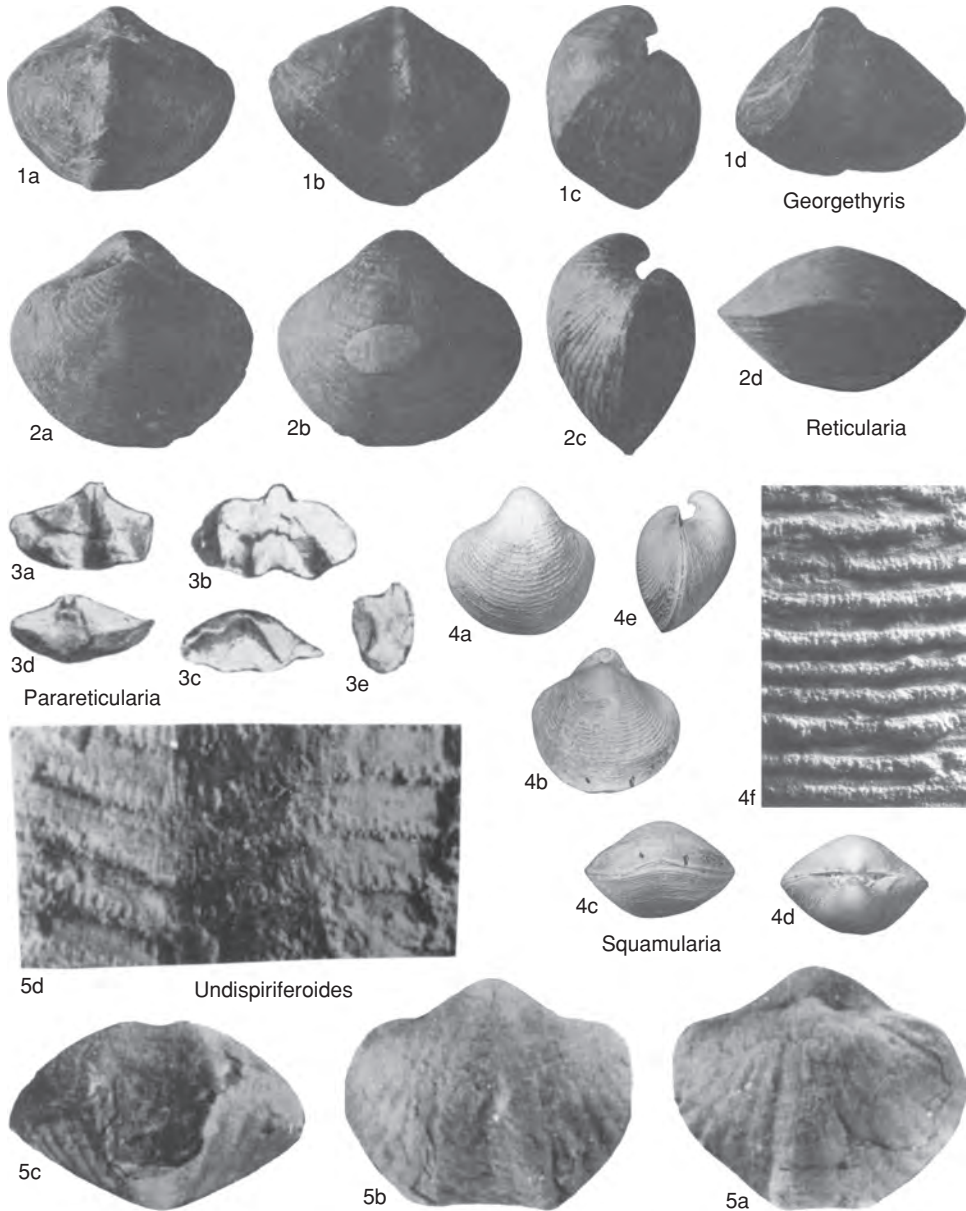 1a
1b
1c
1d
Georgethyris
2a
2b
2c
2d
Reticularia
3a
3b
3d
3c
3e
Parareticularia
4a
4e
4b
4f
4c
4d
Squamularia
5d
Undispiriferoides
5c
5b
5a